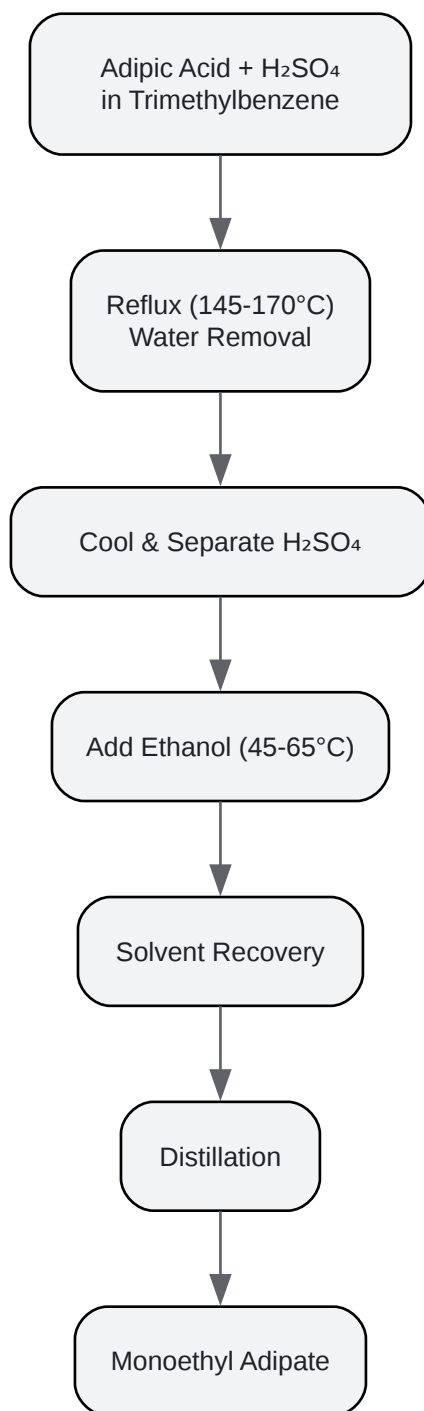 Adipic Acid + H₂SO₄
in Trimethylbenzene
Reflux (145-170°C)
Water Removal
Cool & Separate H₂SO₄
Add Ethanol (45-65°C)
Solvent Recovery
Distillation
Monoethyl Adipate